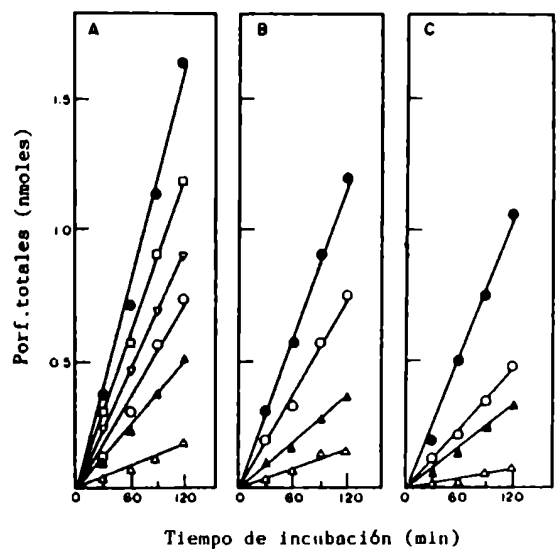 A B C
1.5
1.0
0.5
0 60 120 0 60 120 0 60 120
Porf.totales (nmoles)
Tiempo de incubación (min)